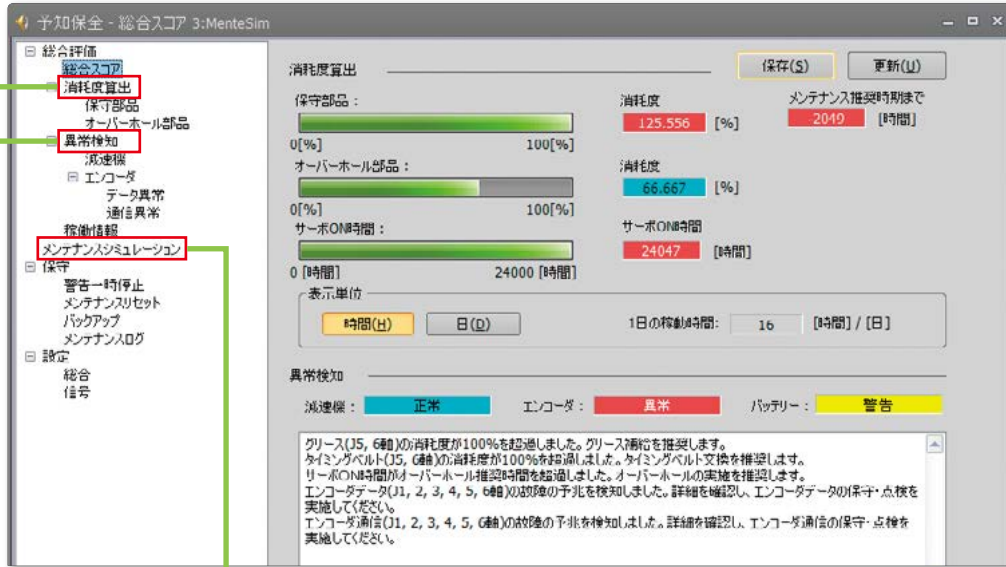 予知保全 - 総合スコア 3:MenteSim
総合評価
総合スコア
消耗度算出
保守部品
オーバーホール部品
異常検知
減速機
エンコーダ
データ異常
通信異常
稼働情報
メンテナンスシミュレーション
保守
警告一時停止
メンテナンスリセット
バックアップ
メンテナンスログ
設定
総合
信号
消耗度算出
保存(S)
更新(U)
保守部品：
消耗度
メンテナンス推奨時期まで
125.556 [%]
2049 [時間]
0[%]
100[%]
オーバーホール部品：
消耗度
66.667 [%]
0[%]
100[%]
サーボON時間：
サーボON時間
24047 [時間]
0 [時間]
24000 [時間]
表示単位
時間(H)
日(D)
1日の稼動時間: 16 [時間] / [日]
異常検知
減速機： 正常
エンコーダ： 異常
バッテリー： 警告
グリース(J5, 6軸)の消耗度が100%を超過しました。グリース補給を推奨します。
タイミングベルト(J5, 6軸)の消耗度が100%を超過しました。タイミングベルト交換を推奨します。
サーボON時間がオーバーホール推奨時間を超過しました。オーバーホールの実施を推奨します。
エンコーダデータ(J1, 2, 3, 4, 5, 6軸)の故障の予兆を検知しました。詳細を確認し、エンコーダデータの保守・点検を
実施してください。
エンコーダ通信(J1, 2, 3, 4, 5, 6軸)の故障の予兆を検知しました。詳細を確認し、エンコーダ通信の保守・点検を
実施してください。